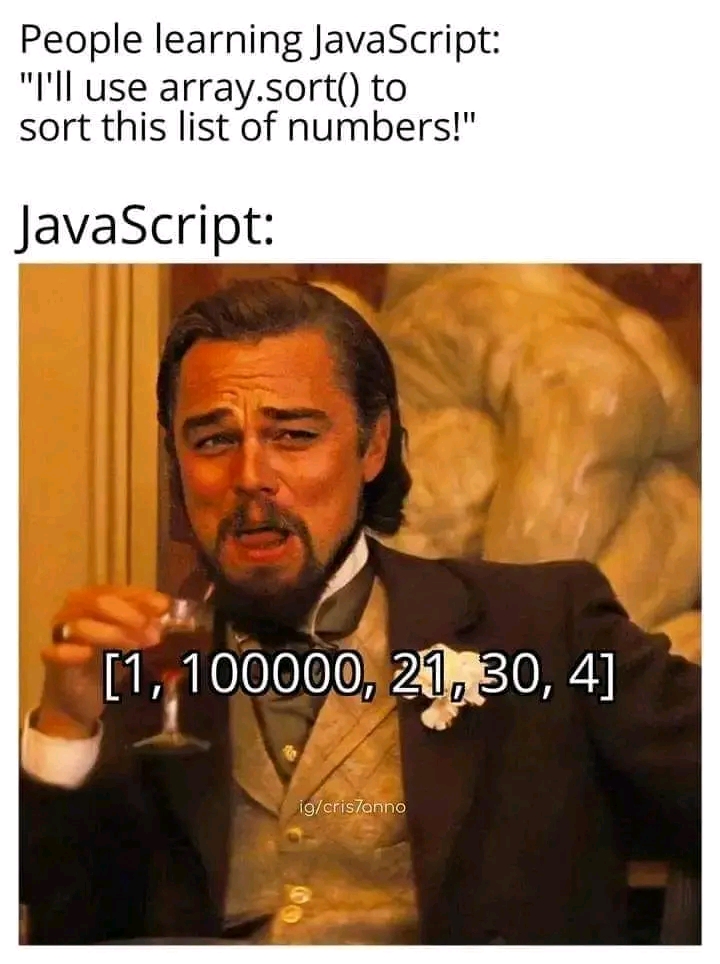 People learning JavaScript:
"I'll use array.sort() to
sort this list of numbers!"
JavaScript:
[1, 100000, 21, 30, 4]
ig/cris7anno